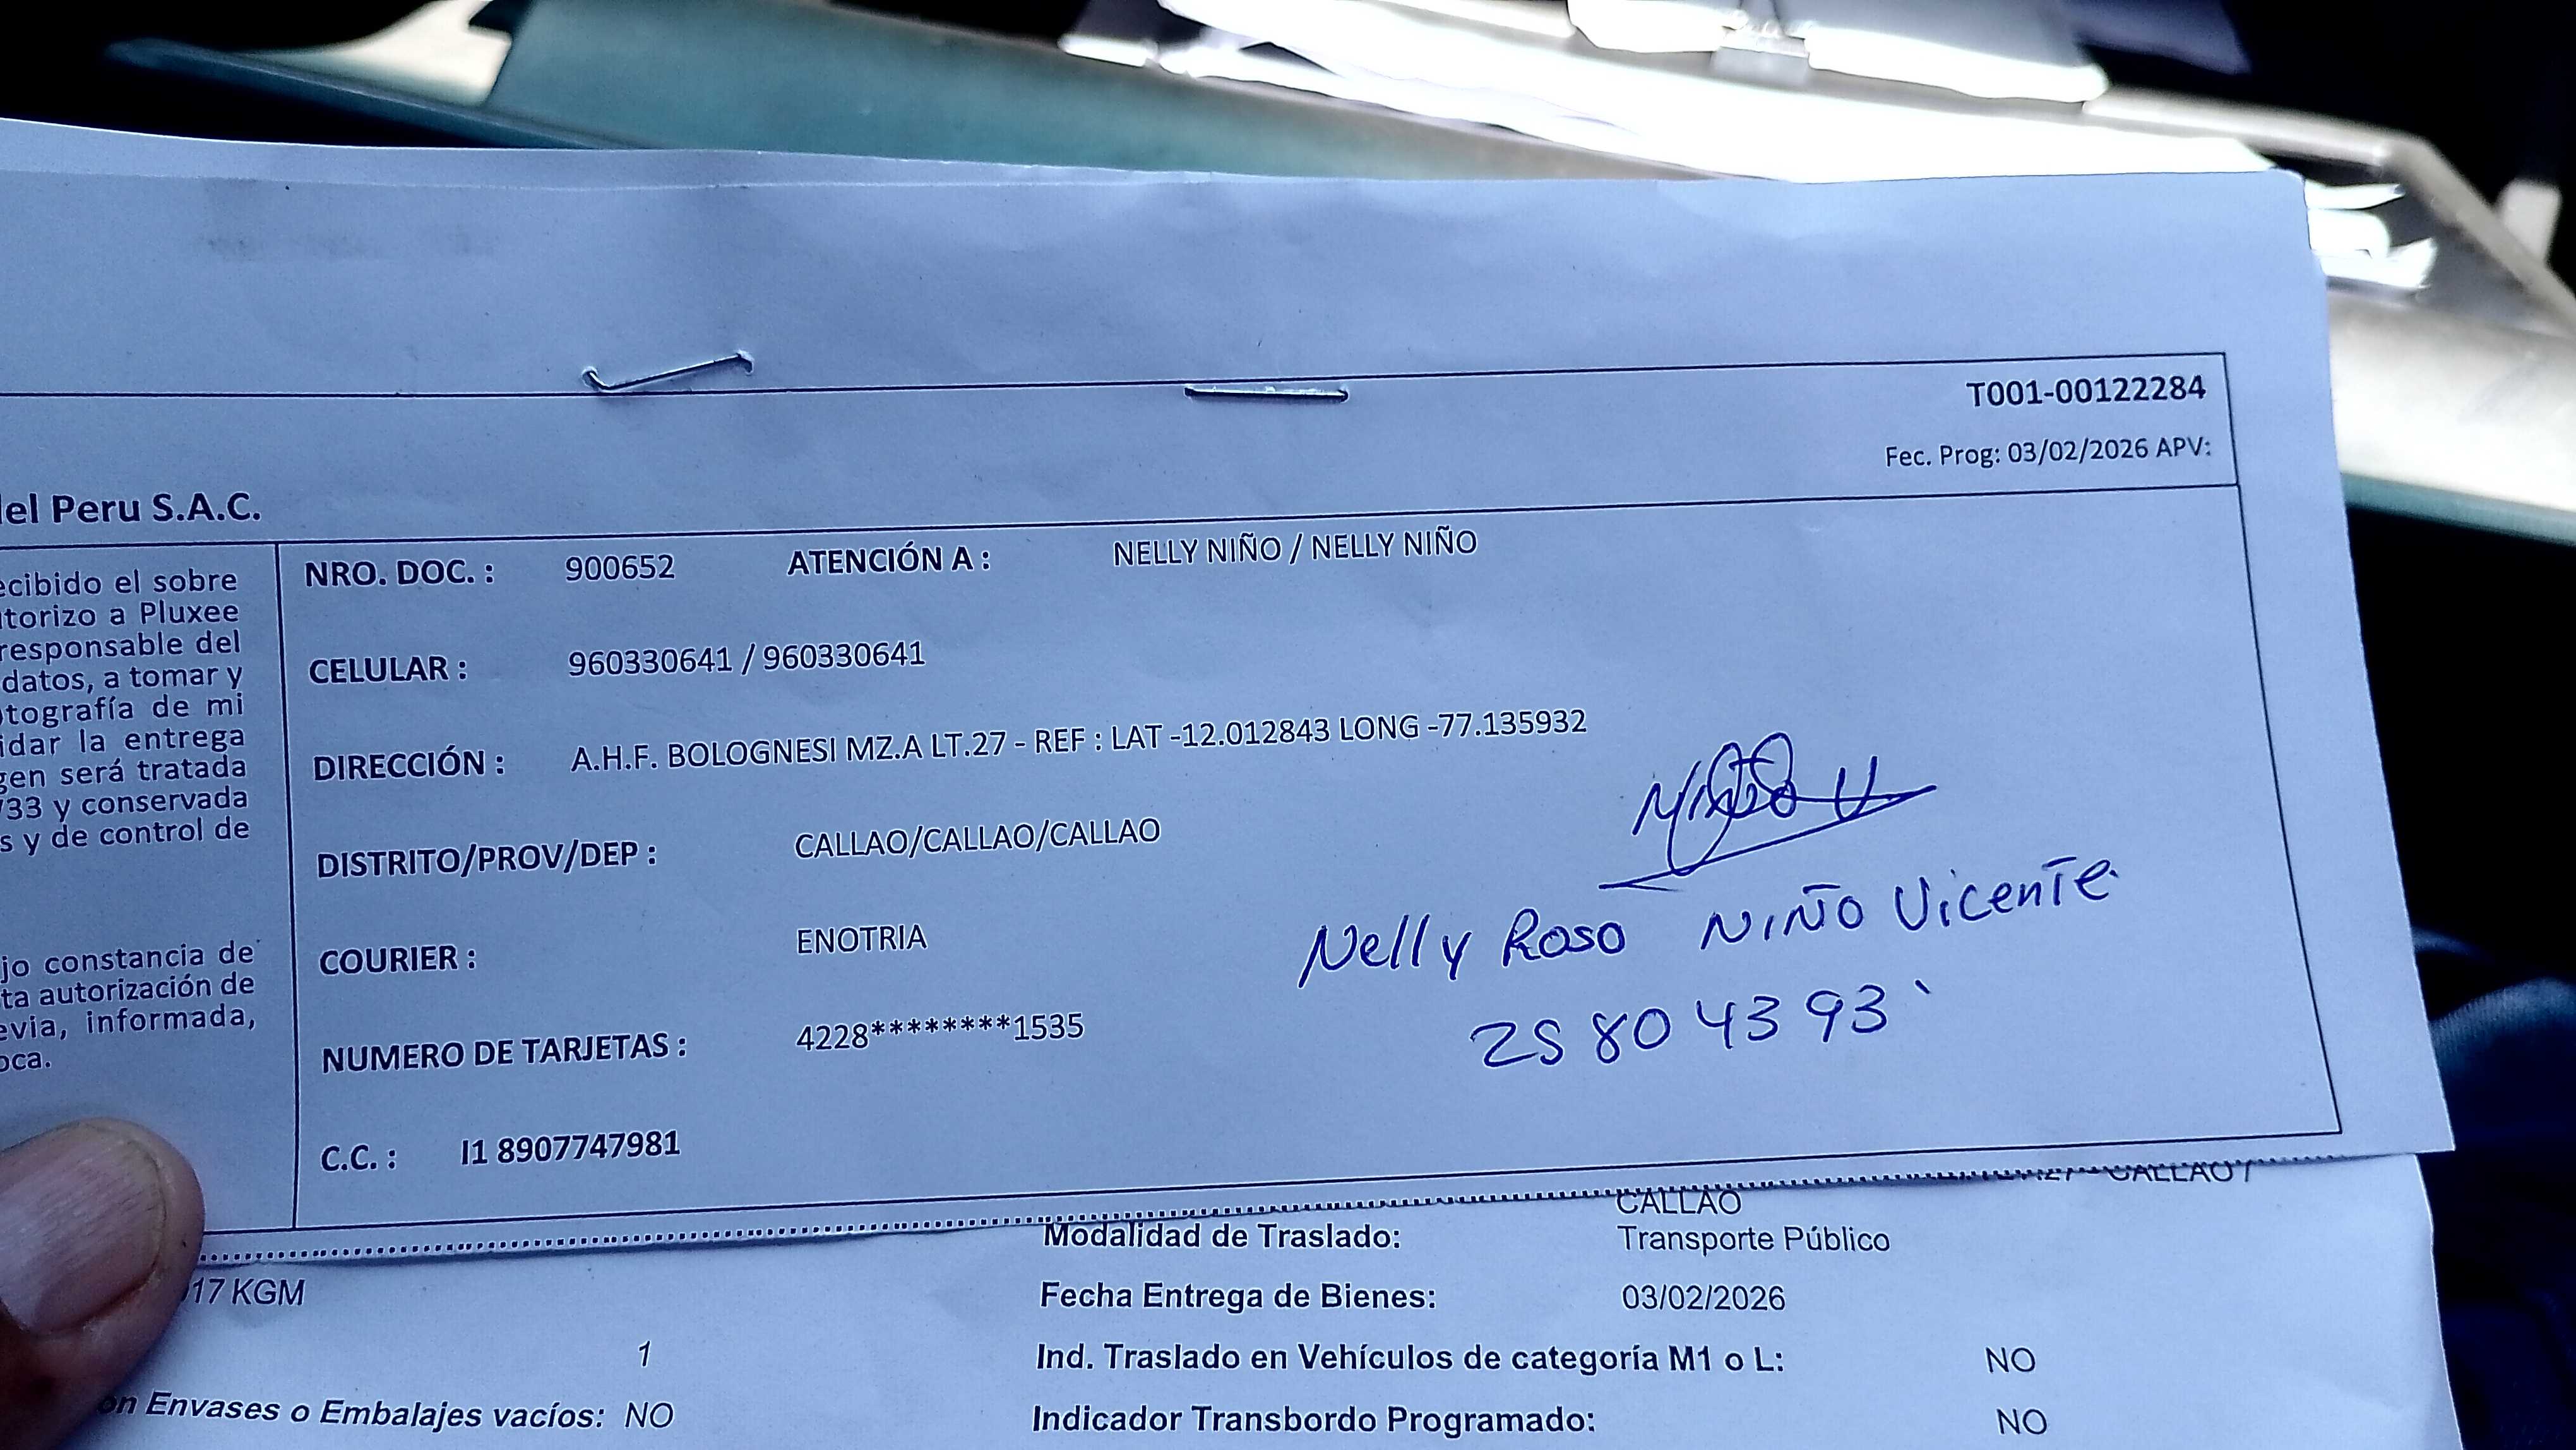 T001-00122284
Fec. Prog: 03/02/2026 APV:
del Peru S.A.C.
NRO. DOC. : 900652 ATENCIÓN A : NELLY NIÑO / NELLY NIÑO
CELULAR : 960330641 / 960330641
DIRECCIÓN : A.H.F. BOLOGNESI MZ.A LT.27 - REF : LAT -12.012843 LONG -77.135932
DISTRITO/PROV/DEP : CALLAO/CALLAO/CALLAO
COURIER : ENOTRIA
NUMERO DE TARJETAS : 4228********1535
C.C. : I1 8907747981
ecibido el sobre
torizo a Pluxee
responsable del
datos, a tomar y
tografía de mi
idar la entrega
gen será tratada
733 y conservada
s y de control de
jo constancia de
ta autorización de
evia, informada,
oca.
Niño V
Nelly Roso NIÑO Vicente
25804393
CALLAO /
CALLAO
Modalidad de Traslado: Transporte Público
17 KGM
Fecha Entrega de Bienes: 03/02/2026
1
Ind. Traslado en Vehículos de categoría M1 o L: NO
on Envases o Embalajes vacíos: NO
Indicador Transbordo Programado: NO